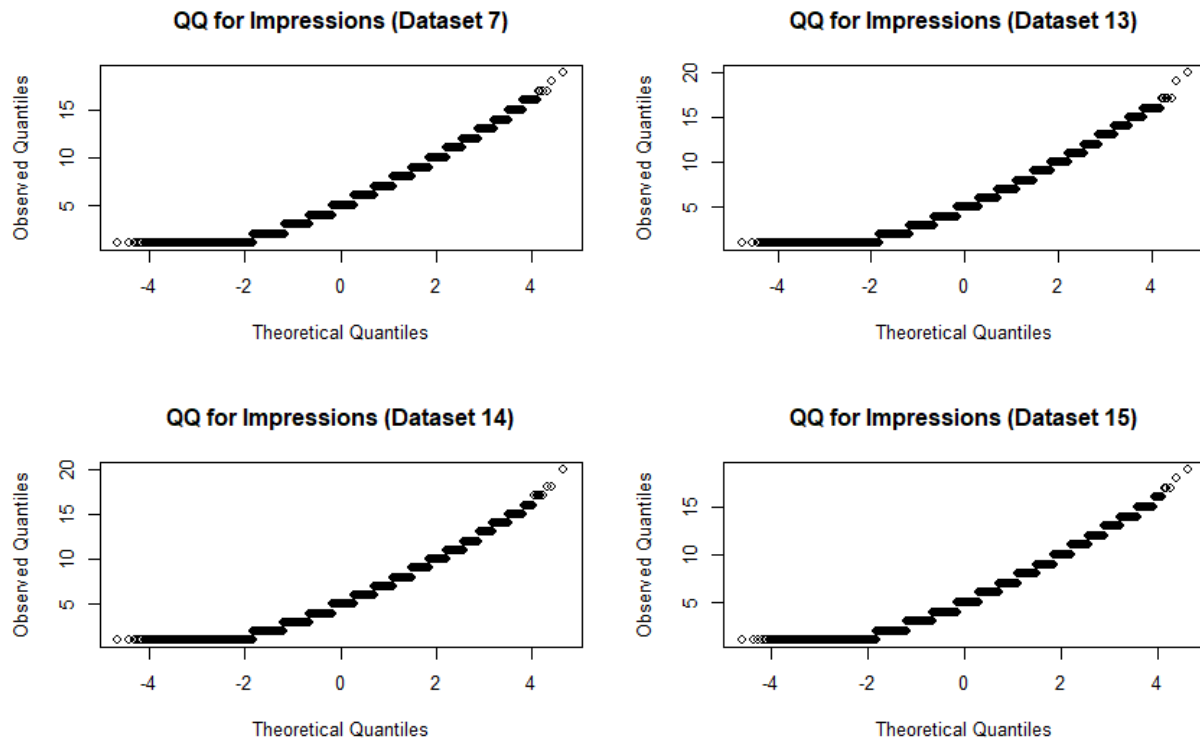 QQ for Impressions (Dataset 7)
Observed Quantiles
15
10
5
-4 -2 0 2 4
Theoretical Quantiles
QQ for Impressions (Dataset 13)
Observed Quantiles
20
15
10
5
-4 -2 0 2 4
Theoretical Quantiles
QQ for Impressions (Dataset 14)
Observed Quantiles
20
15
10
5
-4 -2 0 2 4
Theoretical Quantiles
QQ for Impressions (Dataset 15)
Observed Quantiles
15
10
5
-4 -2 0 2 4
Theoretical Quantiles